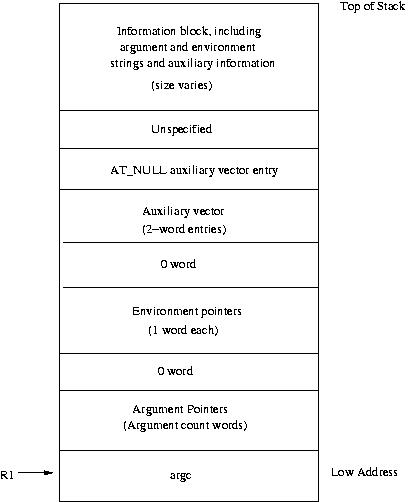 Top of Stack
Information block, including
argument and environment
strings and auxiliary information
(size varies)
Unspecified
AT_NULL auxiliary vector entry
Auxiliary vector
(2-word entries)
0 word
Environment pointers
(1 word each)
0 word
Argument Pointers
(Argument count words)
R1
argc
Low Address